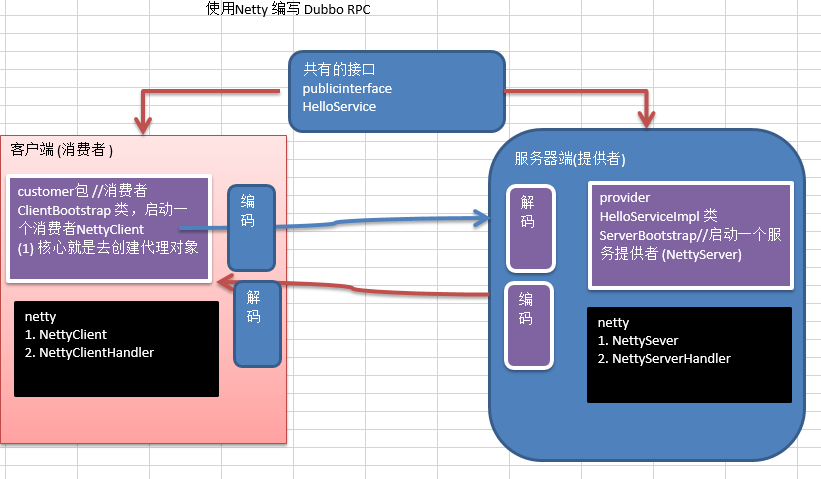 使用Netty 编写 Dubbo RPC
共有的接口
publicinterface
HelloService
客户端 (消费者 )
customer包 //消费者
ClientBootstrap 类，启动一
个消费者NettyClient
(1) 核心就是去创建代理对象
编
码
解
码
netty
1. NettyClient
2. NettyClientHandler
服务器端(提供者)
解
码
编
码
provider
HelloServiceImpl 类
ServerBootstrap//启动一个服
务提供者 (NettyServer)
netty
1. NettySever
2. NettyServerHandler